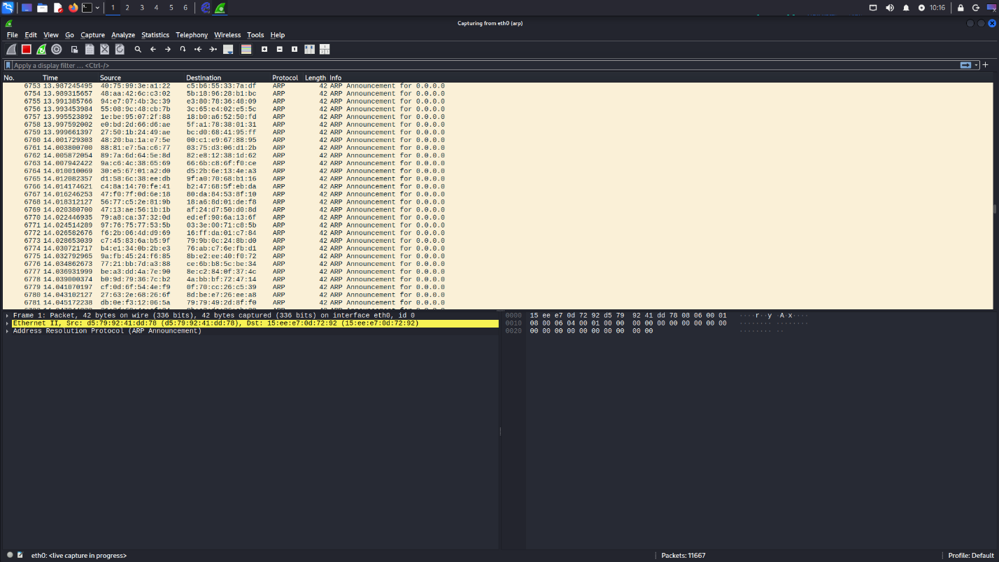 1 2 3 4 5 6 10:16
Capturing from eth0 (arp)
File Edit View Go Capture Analyze Statistics Telephony Wireless Tools Help
Apply a display filter … <Ctrl-/>
No. Time Source Destination Protocol Length Info
6753 13.987245495 40:75:99:3e:a1:22 c5:b6:55:33:7a:df ARP 42 ARP Announcement for 0.0.0.0
6754 13.989315657 48:aa:42:6c:c3:02 5b:18:96:28:b1:bc ARP 42 ARP Announcement for 0.0.0.0
6755 13.991385766 94:e7:07:4b:3c:39 e3:80:78:36:48:09 ARP 42 ARP Announcement for 0.0.0.0
6756 13.993453984 55:08:9c:48:cb:7b 3c:65:e4:02:e5:5c ARP 42 ARP Announcement for 0.0.0.0
6757 13.995523892 1e:be:95:07:2f:88 18:b0:a6:52:50:fd ARP 42 ARP Announcement for 0.0.0.0
6758 13.997592002 e0:bd:2d:66:d6:ae 5f:a1:78:38:01:31 ARP 42 ARP Announcement for 0.0.0.0
6759 13.999661397 27:50:1b:24:49:ae bc:d0:68:41:95:ff ARP 42 ARP Announcement for 0.0.0.0
6760 14.001729303 48:20:ba:1a:e7:5e 00:c1:e9:67:88:95 ARP 42 ARP Announcement for 0.0.0.0
6761 14.003800700 88:81:e7:5a:c6:77 03:75:d3:06:d1:2b ARP 42 ARP Announcement for 0.0.0.0
6762 14.005872054 89:7a:6d:64:5e:8d 82:e8:12:38:1d:62 ARP 42 ARP Announcement for 0.0.0.0
6763 14.007942422 9a:c6:4c:38:65:69 66:6b:c8:6f:f0:ce ARP 42 ARP Announcement for 0.0.0.0
6764 14.010010069 30:e5:67:01:a2:d0 d5:2b:6e:13:4e:a3 ARP 42 ARP Announcement for 0.0.0.0
6765 14.012082357 d1:58:6c:38:ee:db 9f:a0:70:68:b1:16 ARP 42 ARP Announcement for 0.0.0.0
6766 14.014174621 c4:8a:14:70:fe:41 b2:47:68:5f:eb:da ARP 42 ARP Announcement for 0.0.0.0
6767 14.016246253 47:f0:7f:0d:6e:18 80:da:84:53:8f:10 ARP 42 ARP Announcement for 0.0.0.0
6768 14.018312127 56:77:c5:2e:81:9b 18:a6:8d:01:de:f8 ARP 42 ARP Announcement for 0.0.0.0
6769 14.020380700 47:13:ae:56:1b:1b af:24:d7:50:d0:8d ARP 42 ARP Announcement for 0.0.0.0
6770 14.022446935 79:a8:ca:37:32:0d ed:ef:90:6a:13:6f ARP 42 ARP Announcement for 0.0.0.0
6771 14.024514289 97:76:75:77:53:5b 03:3e:00:71:c8:5b ARP 42 ARP Announcement for 0.0.0.0
6772 14.026582676 f6:2b:06:4d:d9:69 16:ff:da:01:c7:84 ARP 42 ARP Announcement for 0.0.0.0
6773 14.028653039 c7:45:83:6a:b5:9f 79:9b:0c:24:8b:d0 ARP 42 ARP Announcement for 0.0.0.0
6774 14.030721717 b4:e1:34:0b:2b:e3 76:ab:c7:6e:fb:d1 ARP 42 ARP Announcement for 0.0.0.0
6775 14.032792965 9a:fb:45:24:f6:85 8b:e2:ee:40:f0:72 ARP 42 ARP Announcement for 0.0.0.0
6776 14.034862673 77:21:bb:7d:a3:88 ce:6b:b8:5c:be:34 ARP 42 ARP Announcement for 0.0.0.0
6777 14.036931999 be:a3:dd:4a:7e:90 8e:c2:84:0f:37:4c ARP 42 ARP Announcement for 0.0.0.0
6778 14.039000374 b0:9d:79:36:7c:b2 4a:bb:bf:72:47:14 ARP 42 ARP Announcement for 0.0.0.0
6779 14.041070197 cf:0d:6f:54:4e:f9 0f:70:cc:26:c5:39 ARP 42 ARP Announcement for 0.0.0.0
6780 14.043102127 27:63:2e:68:26:6f 8d:be:e7:26:ee:a8 ARP 42 ARP Announcement for 0.0.0.0
6781 14.045172238 db:0e:f3:12:06:5a 79:79:49:2d:8f:f0 ARP 42 ARP Announcement for 0.0.0.0
Frame 1: Packet, 42 bytes on wire (336 bits), 42 bytes captured (336 bits) on interface eth0, id 0
Ethernet II, Src: d5:79:92:41:dd:78 (d5:79:92:41:dd:78), Dst: 15:ee:e7:0d:72:92 (15:ee:e7:0d:72:92)
Address Resolution Protocol (ARP Announcement)
0000 15 ee e7 0d 72 92 d5 79 92 41 dd 78 08 06 00 01 ····r··y ·A·x····
0010 08 00 06 04 00 01 00 00 00 00 00 00 00 00 00 00 ········ ········
0020 00 00 00 00 00 00 00 00 00 00 ········ ··
eth0: <live capture in progress> Packets: 11667 Profile: Default